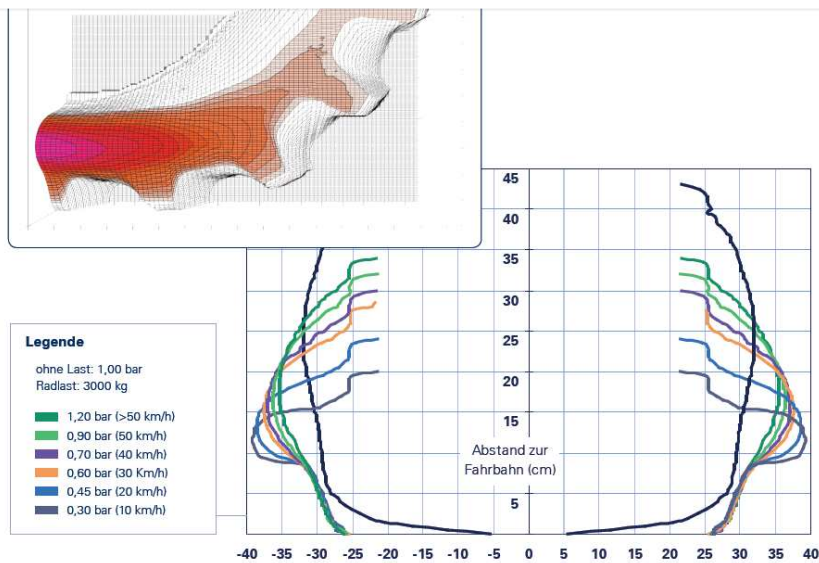 45
40
35
30
25
20
15
5
Abstand zur
Fahrbahn (cm)
Legende
ohne Last: 1,00 bar
Radlast: 3000 kg
1,20 bar (>50 km/h)
0,90 bar (50 km/h)
0,70 bar (40 km/h)
0,60 bar (30 Km/h)
0,45 bar (20 km/h)
0,30 bar (10 km/h)
-40 -35 -30 -25 -20 -15 -10 -5 0 5 10 15 20 25 30 35 40